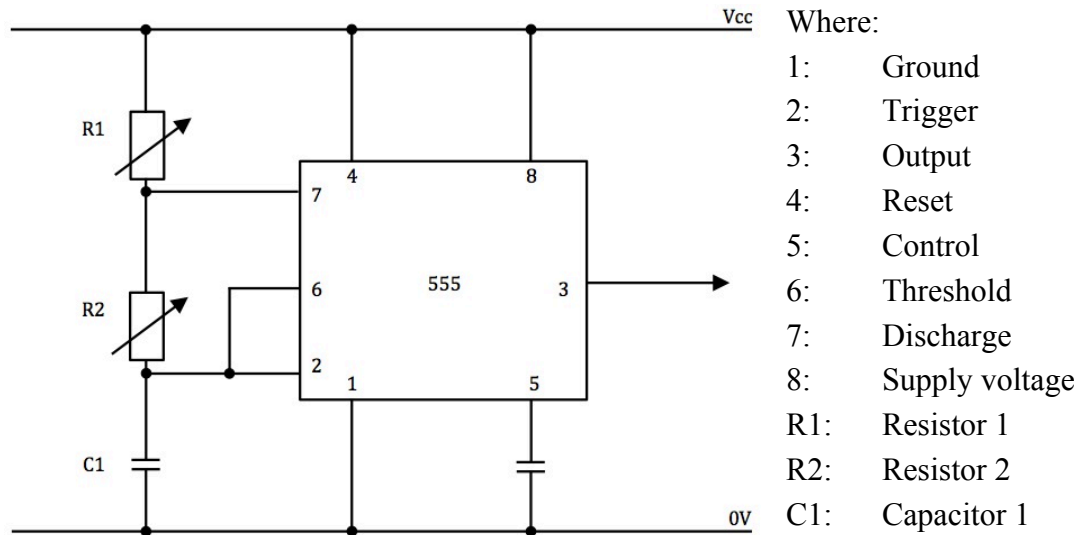 Vcc
R1
4
8
7
6
555
3
R2
2
1
5
C1
0V
Where:
1: Ground
2: Trigger
3: Output
4: Reset
5: Control
6: Threshold
7: Discharge
8: Supply voltage
R1: Resistor 1
R2: Resistor 2
C1: Capacitor 1